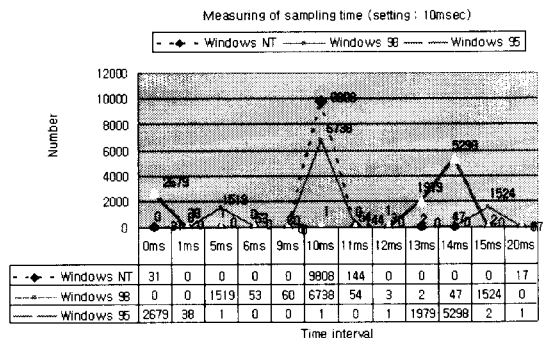 Measuring of sampling time (setting : 10msec)
Windows NT Windows 98 Windows 95
12000
10000
8000
6000
4000
2000
0
Number
2679
1519
9808
6738
1979
5298
1524
0ms 1ms 5ms 6ms 9ms 10ms 11ms 12ms 13ms 14ms 15ms 20ms
Windows NT 31 0 0 0 0 9808 144 0 0 0 0 17
Windows 98 0 0 1519 53 60 6738 54 3 2 47 1524 0
Windows 95 2679 38 1 0 0 1 0 1 1979 5298 2 1
Time interval